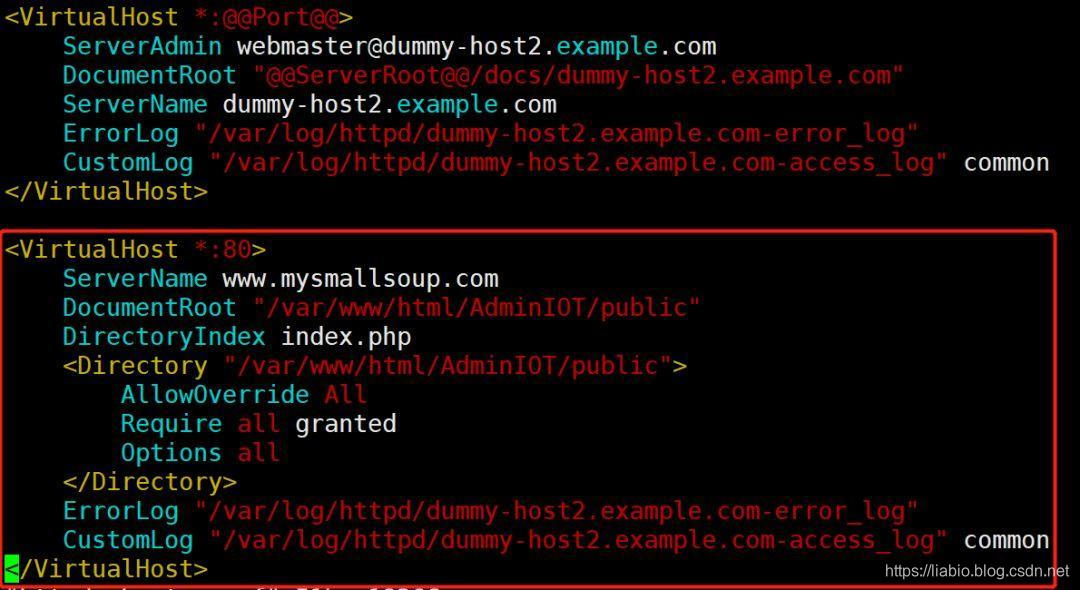 <VirtualHost *:@@Port@@>
    ServerAdmin webmaster@dummy-host2.example.com
    DocumentRoot "@@ServerRoot@@/docs/dummy-host2.example.com"
    ServerName dummy-host2.example.com
    ErrorLog "/var/log/httpd/dummy-host2.example.com-error_log"
    CustomLog "/var/log/httpd/dummy-host2.example.com-access_log" common
</VirtualHost>
<VirtualHost *:80>
    ServerName www.mysmallsoup.com
    DocumentRoot "/var/www/html/AdminIOT/public"
    DirectoryIndex index.php
    <Directory "/var/www/html/AdminIOT/public">
        AllowOverride All
        Require all granted
        Options all
    </Directory>
    ErrorLog "/var/log/httpd/dummy-host2.example.com-error_log"
    CustomLog "/var/log/httpd/dummy-host2.example.com-access_log" common
</VirtualHost>
https://liabio.blog.csdn.net